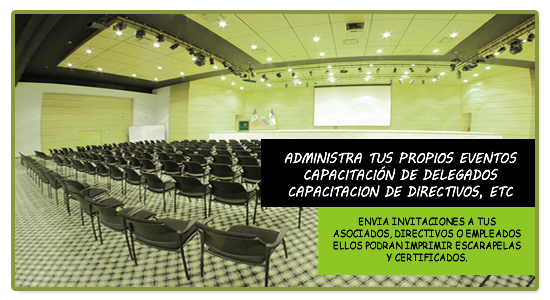 ADMINISTRA TUS PROPIOS EVENTOS
CAPACITACIÓN DE DELEGADOS
CAPACITACION DE DIRECTIVOS, ETC
ENVIA INVITACIONES A TUS
ASOCIADOS, DIRECTIVOS O EMPLEADOS
ELLOS PODRAN IMPRIMIR ESCARAPELAS
Y CERTIFICADOS.